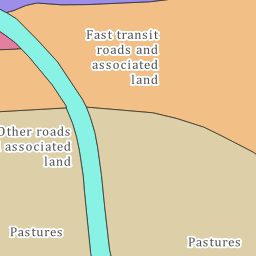 Fast transit
roads and
associated
land
Other roads
associated
land
Pastures
Pastures